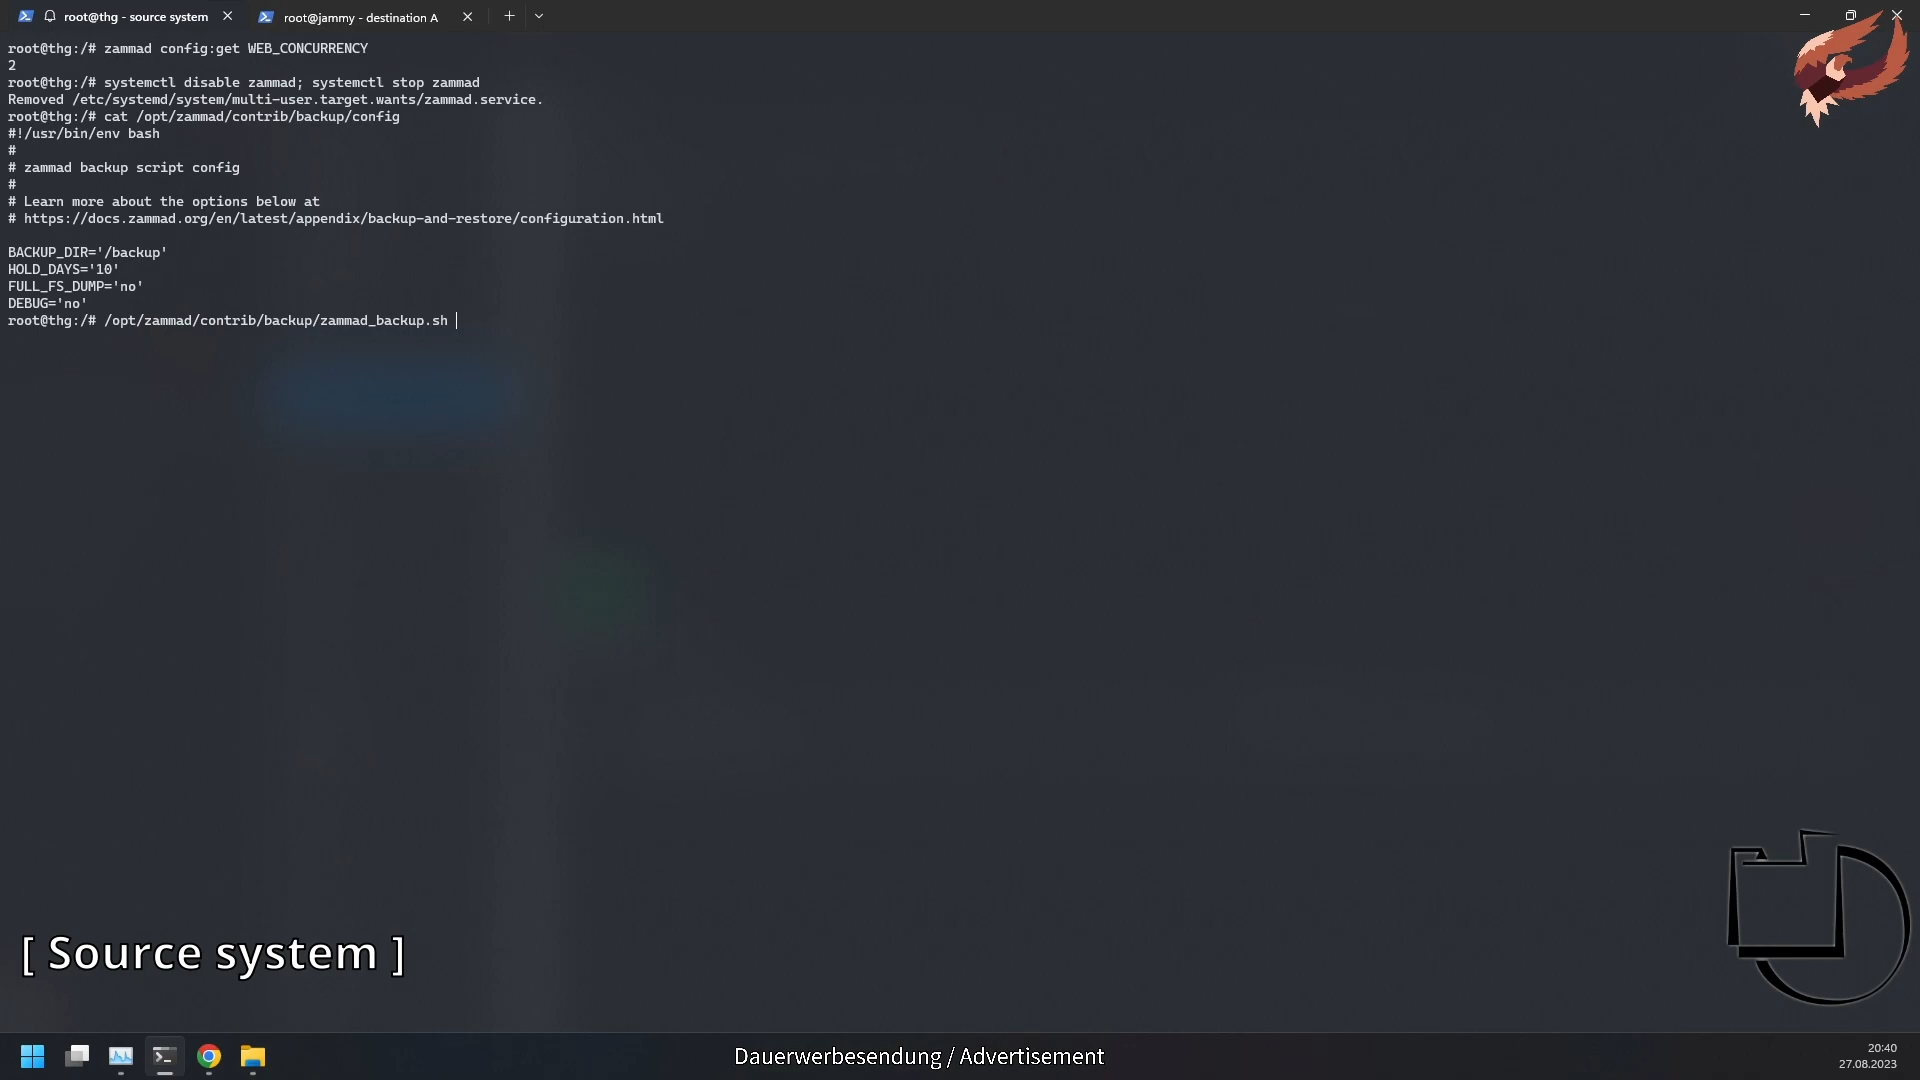 root@thg - source system
root@jammy - destination A
root@thg:/# zammad config:get WEB_CONCURRENCY
2
root@thg:/# systemctl disable zammad; systemctl stop zammad
Removed /etc/systemd/system/multi-user.target.wants/zammad.service.
root@thg:/# cat /opt/zammad/contrib/backup/config
#!/usr/bin/env bash
#
# zammad backup script config
#
# Learn more about the options below at
# https://docs.zammad.org/en/latest/appendix/backup-and-restore/configuration.html
BACKUP_DIR='/backup'
HOLD_DAYS='10'
FULL_FS_DUMP='no'
DEBUG='no'
root@thg:/# /opt/zammad/contrib/backup/zammad_backup.sh
[ Source system ]
Dauerwerbesendung / Advertisement
20:40
27.08.2023